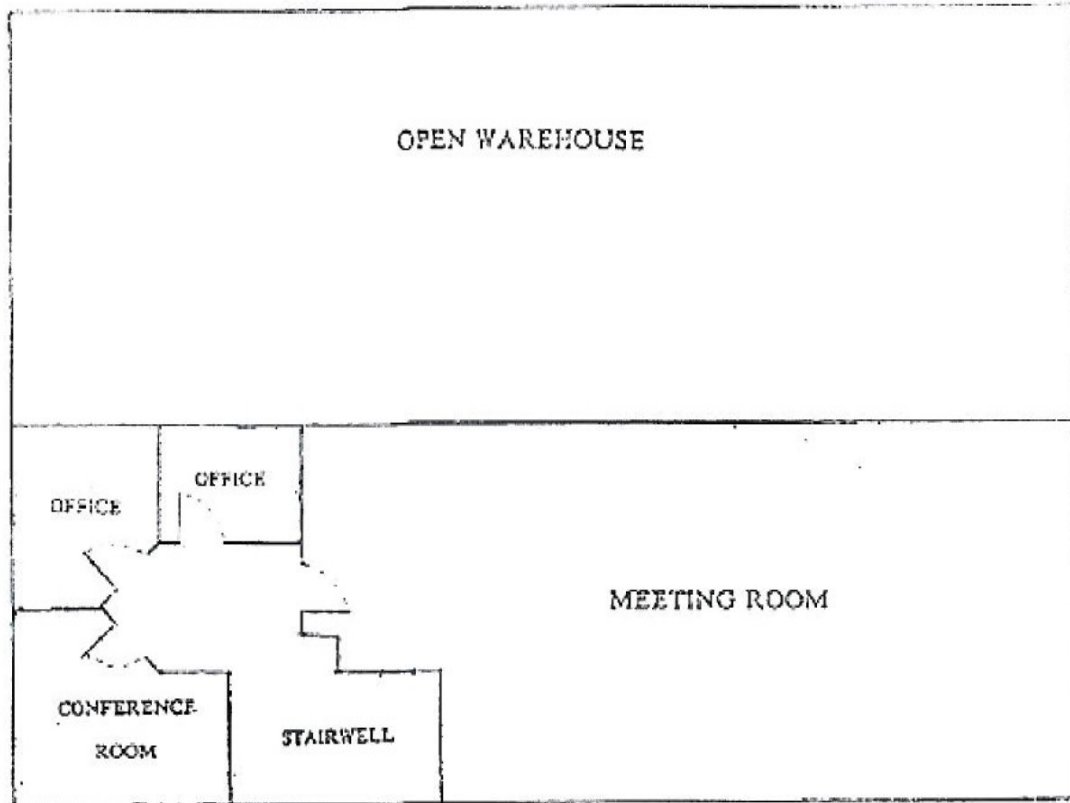 OPEN WAREHOUSE
OFFICE
OFFICE
MEETING ROOM
CONFERENCE
ROOM
STAIRWELL